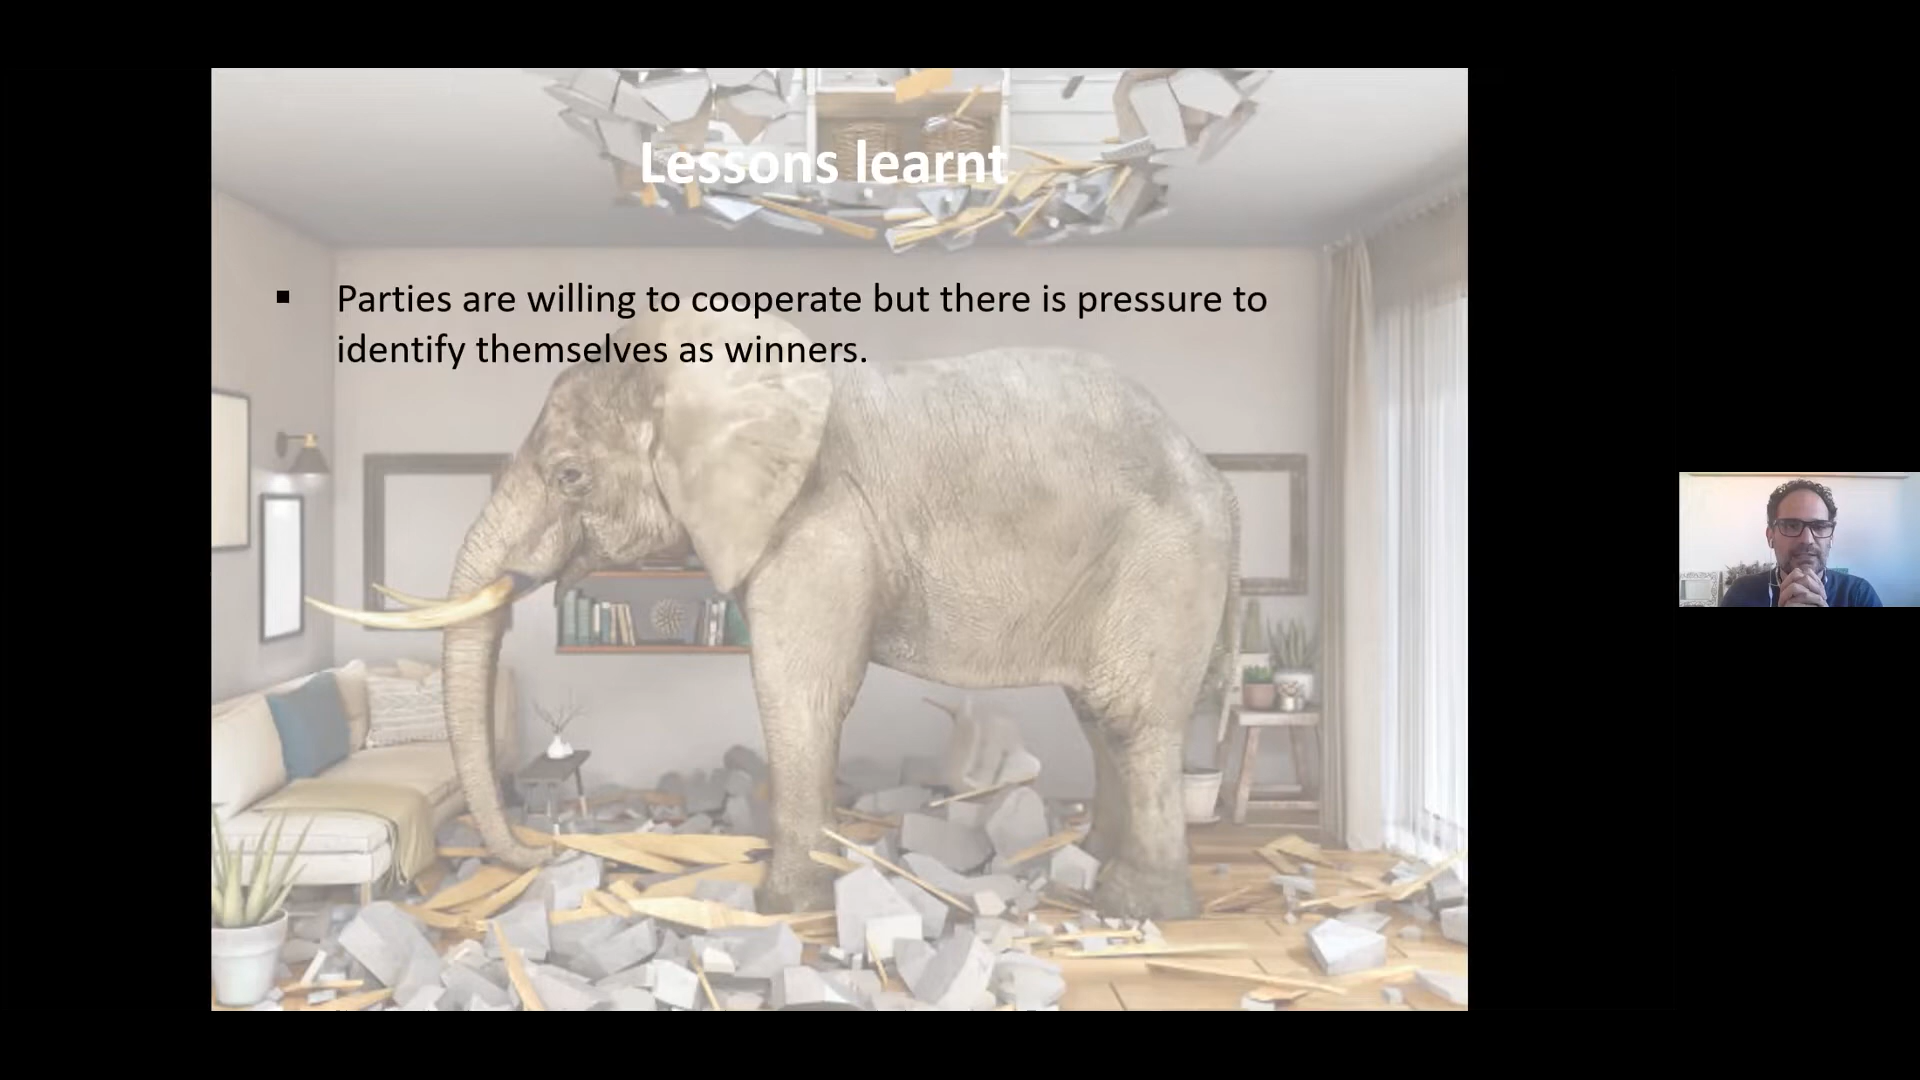 Lessons learnt
▪ Parties are willing to cooperate but there is pressure to
identify themselves as winners.